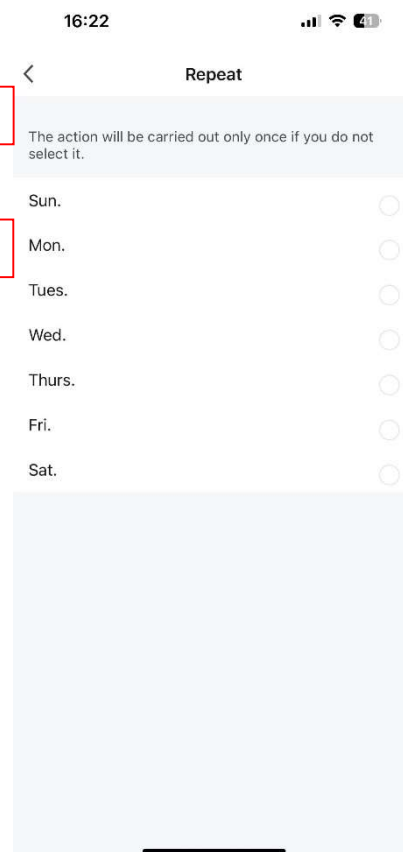 16:22
41
Repeat
The action will be carried out only once if you do not
select it.
Sun.
Mon.
Tues.
Wed.
Thurs.
Fri.
Sat.